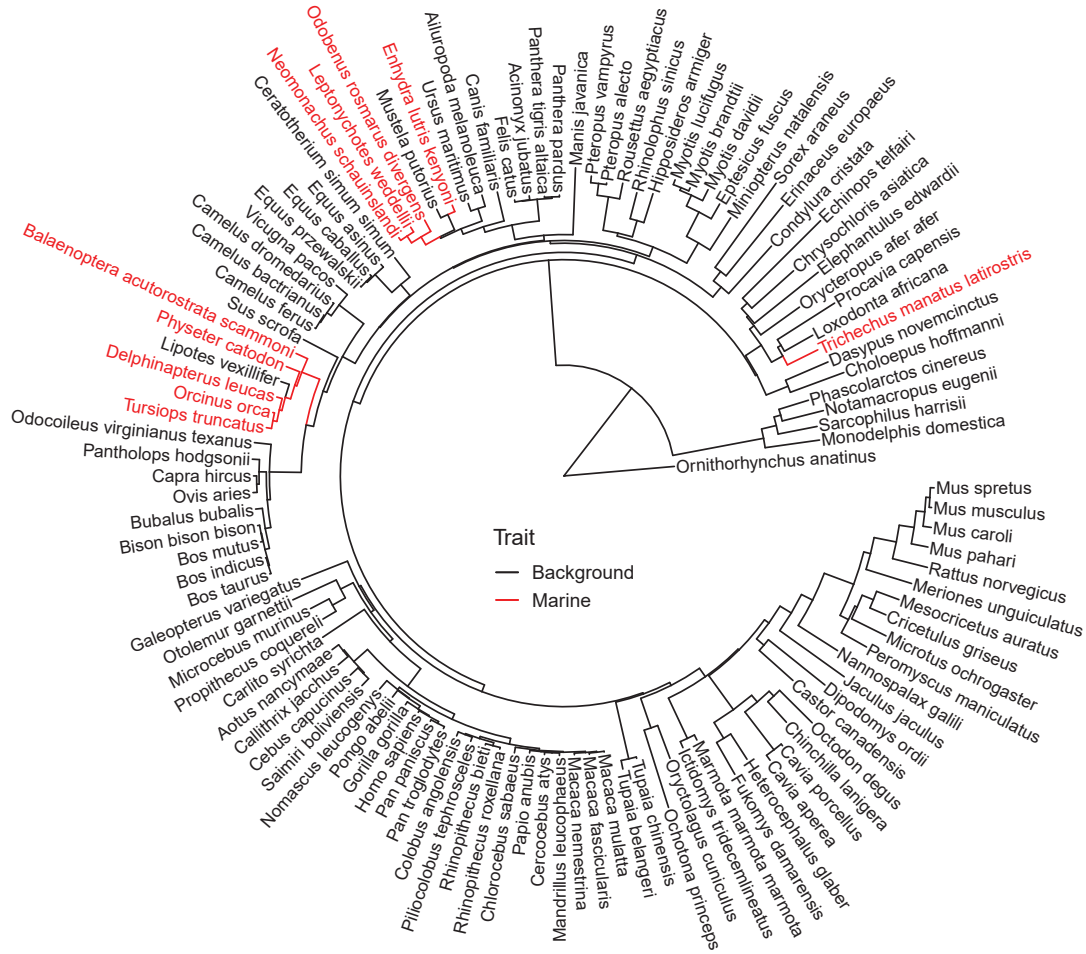 Ornithorhynchus anatinus
Monodelphis domestica
Sarcophilus harrisii
Notamacropus eugenii
Phascolarctos cinereus
Choloepus hoffmanni
Dasypus novemcinctus
Trichechus manatus latirostris
Loxodonta africana
Procavia capensis
Orycteropus afer afer
Elephantulus edwardii
Chrysochloris asiatica
Echinops telfairi
Condylura cristata
Erinaceus europaeus
Sorex araneus
Miniopterus natalensis
Eptesicus fuscus
Myotis davidii
Myotis brandtii
Myotis lucifugus
Hipposideros armiger
Rhinolophus sinicus
Rousettus aegyptiacus
Pteropus alecto
Pteropus vampyrus
Manis javanica
Panthera pardus
Panthera tigris altaica
Acinonyx jubatus
Felis catus
Canis familiaris
Ailuropoda melanoleuca
Ursus maritimus
Enhydra lutris kenyoni
Mustela putorius
Odobenus rosmarus divergens
Leptonychotes weddellii
Neomonachus schauinslandi
Ceratotherium simum simum
Equus asinus
Equus caballus
Equus przewalskii
Vicugna pacos
Camelus dromedarius
Camelus bactrianus
Camelus ferus
Sus scrofa
Balaenoptera acutorostrata scammoni
Physeter catodon
Lipotes vexillifer
Delphinapterus leucas
Orcinus orca
Tursiops truncatus
Odocoileus virginianus texanus
Pantholops hodgsonii
Capra hircus
Ovis aries
Bubalus bubalis
Bison bison bison
Bos mutus
Bos indicus
Bos taurus
Galeopterus variegatus
Otolemur garnettii
Microcebus murinus
Propithecus coquereli
Carlito syrichta
Aotus nancymaae
Callithrix jacchus
Cebus capucinus
Saimiri boliviensis
Nomascus leucogenys
Pongo abelii
Gorilla gorilla
Homo sapiens
Pan paniscus
Pan troglodytes
Colobus angolensis
Piliocolobus tephrosceles
Rhinopithecus bieti
Rhinopithecus roxellana
Chlorocebus sabaeus
Papio anubis
Cercocebus atys
Mandrillus leucophaeus
Macaca nemestrina
Macaca fascicularis
Macaca mulatta
Tupaia belangeri
Tupaia chinensis
Ochotona princeps
Oryctolagus cuniculus
Ictidomys tridecemlineatus
Marmota marmota marmota
Fukomys damarensis
Heterocephalus glaber
Cavia aperea
Cavia porcellus
Chinchilla lanigera
Octodon degus
Castor canadensis
Dipodomys ordii
Jaculus jaculus
Nannospalax galili
Peromyscus maniculatus
Microtus ochrogaster
Cricetulus griseus
Mesocricetus auratus
Meriones unguiculatus
Rattus norvegicus
Mus pahari
Mus caroli
Mus musculus
Mus spretus
Trait
Background
Marine